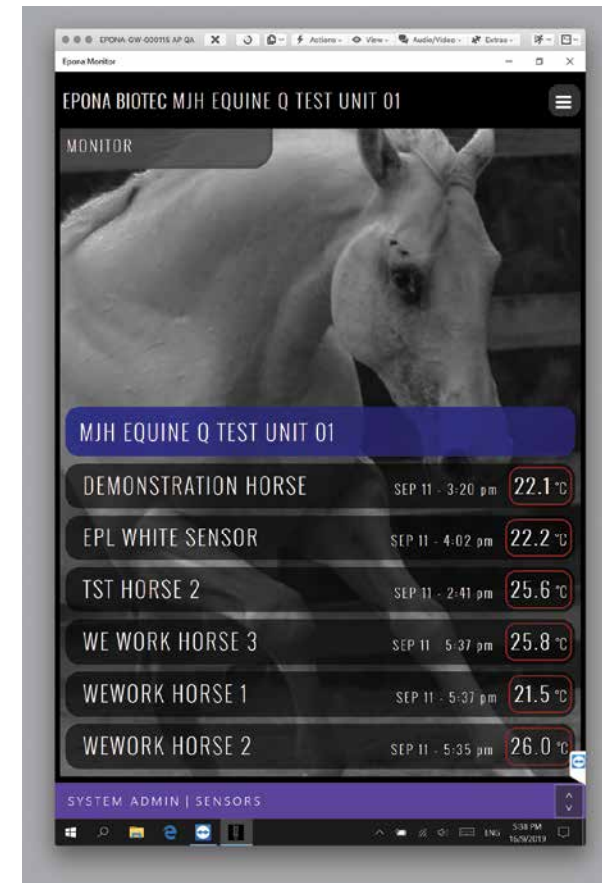 EPONA-GW-000115 AP QA Actions View Audio/Video Extras
Epona Monitor
EPONA BIOTEC MJH EQUINE Q TEST UNIT 01
MONITOR
MJH EQUINE Q TEST UNIT 01
DEMONSTRATION HORSE SEP 11 - 3:20 pm 22.1 °C
EPL WHITE SENSOR SEP 11 - 4:02 pm 22.2 °C
TST HORSE 2 SEP 11 - 2:41 pm 25.6 °C
WE WORK HORSE 3 SEP 11 - 5:37 pm 25.8 °C
WEWORK HORSE 1 SEP 11 - 5:37 pm 21.5 °C
WEWORK HORSE 2 SEP 11 - 5:35 pm 26.0 °C
SYSTEM ADMIN | SENSORS
ENG 5:38 PM
16/9/2019